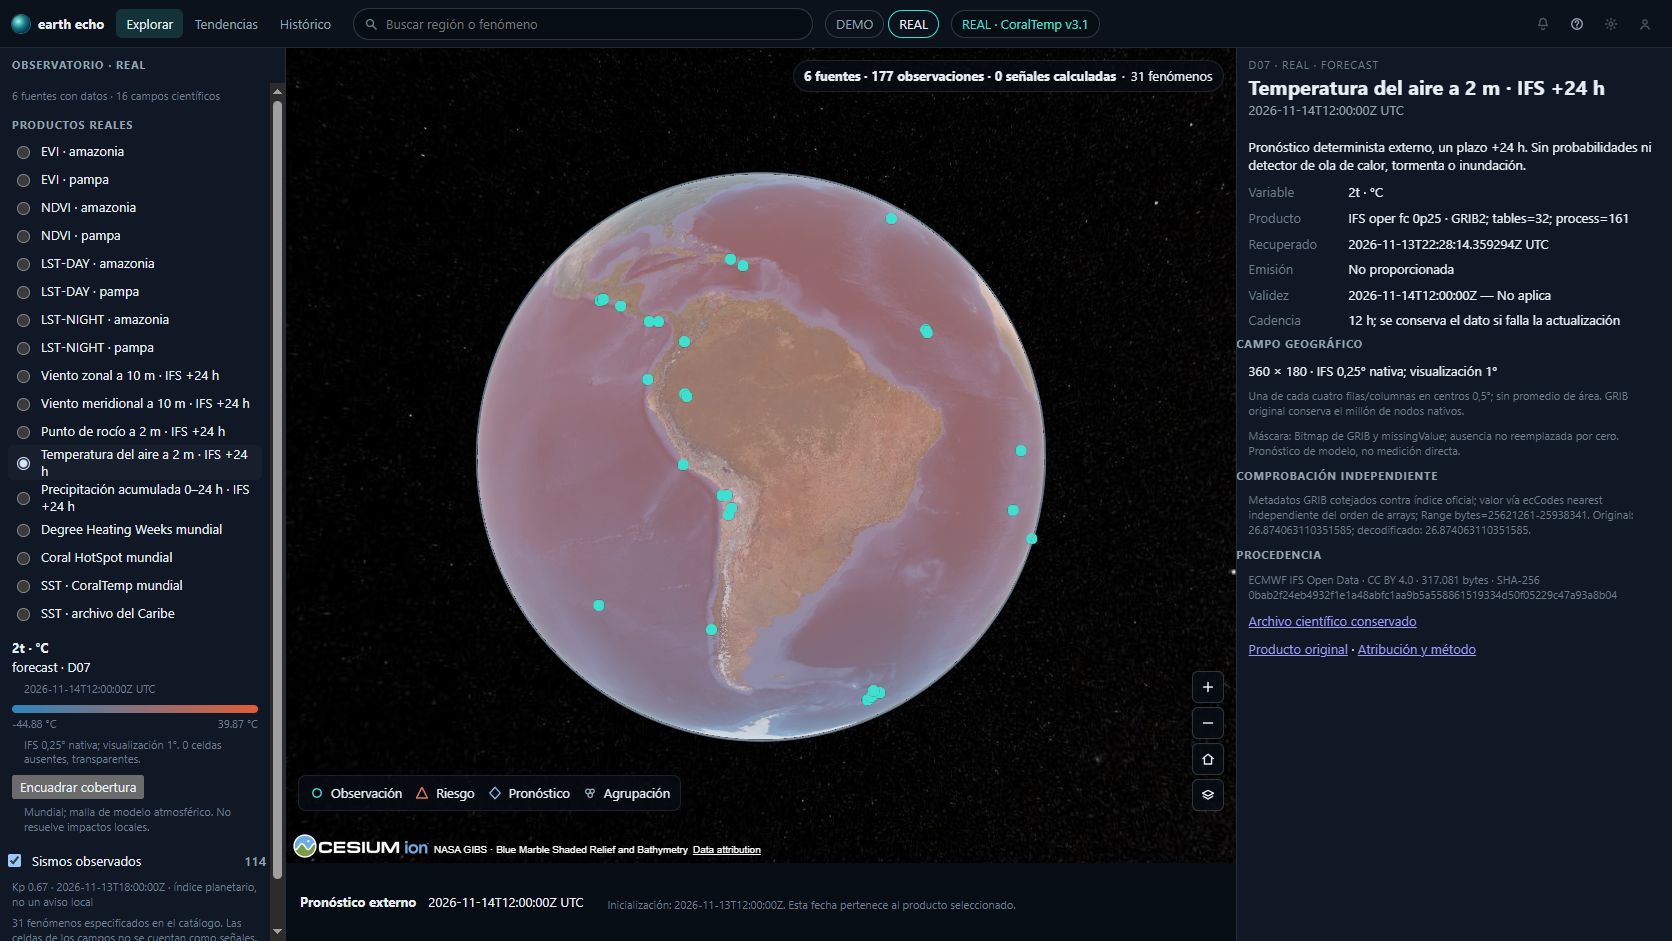 earth echo
Explorar
Tendencias
Histórico
Buscar región o fenómeno
DEMO
REAL
REAL · CoralTemp v3.1
OBSERVATORIO · REAL
6 fuentes con datos · 16 campos científicos
PRODUCTOS REALES
EVI · amazonia
EVI · pampa
NDVI · amazonia
NDVI · pampa
LST-DAY · amazonia
LST-DAY · pampa
LST-NIGHT · amazonia
LST-NIGHT · pampa
Viento zonal a 10 m · IFS +24 h
Viento meridional a 10 m · IFS +24 h
Punto de rocío a 2 m · IFS +24 h
Temperatura del aire a 2 m · IFS +24
h
Precipitación acumulada 0–24 h · IFS
+24 h
Degree Heating Weeks mundial
Coral HotSpot mundial
SST · CoralTemp mundial
SST · archivo del Caribe
2t · °C
forecast · D07
2026-11-14T12:00:00Z UTC
-44.88 °C
39.87 °C
IFS 0,25° nativa; visualización 1°. 0 celdas
ausentes, transparentes.
Encuadrar cobertura
Mundial; malla de modelo atmosférico. No
resuelve impactos locales.
Sismos observados
114
Kp 0.67 · 2026-11-13T18:00:00Z · índice planetario,
no un aviso local
31 fenómenos especificados en el catálogo. Las
celdas de los campos no se cuentan como señales.
6 fuentes · 177 observaciones · 0 señales calculadas · 31 fenómenos
Observación
Riesgo
Pronóstico
Agrupación
CESIUM ion
NASA GIBS · Blue Marble Shaded Relief and Bathymetry Data attribution
Pronóstico externo
2026-11-14T12:00:00Z UTC
Inicialización: 2026-11-13T12:00:00Z. Esta fecha pertenece al producto seleccionado.
D07 · REAL · FORECAST
Temperatura del aire a 2 m · IFS +24 h
2026-11-14T12:00:00Z UTC
Pronóstico determinista externo, un plazo +24 h. Sin probabilidades ni
detector de ola de calor, tormenta o inundación.
Variable
2t · °C
Producto
IFS oper fc 0p25 · GRIB2; tables=32; process=161
Recuperado
2026-11-13T22:28:14.359294Z UTC
Emisión
No proporcionada
Validez
2026-11-14T12:00:00Z — No aplica
Cadencia
12 h; se conserva el dato si falla la actualización
CAMPO GEOGRÁFICO
360 × 180 · IFS 0,25° nativa; visualización 1°
Una de cada cuatro filas/columnas en centros 0,5°; sin promedio de área. GRIB
original conserva el millón de nodos nativos.
Máscara: Bitmap de GRIB y missingValue; ausencia no reemplazada por cero.
Pronóstico de modelo, no medición directa.
COMPROBACIÓN INDEPENDIENTE
Metadatos GRIB cotejados contra índice oficial; valor vía ecCodes nearest
independiente del orden de arrays; Range bytes=25621261-25938341. Original:
26.874063110351585; decodificado: 26.874063110351585.
PROCEDENCIA
ECMWF IFS Open Data · CC BY 4.0 · 317.081 bytes · SHA-256
0bab2f24eb4932f1e1a48abfc1aa9b5a558861519334d50f05229c47a93a8b04
Archivo científico conservado
Producto original · Atribución y método